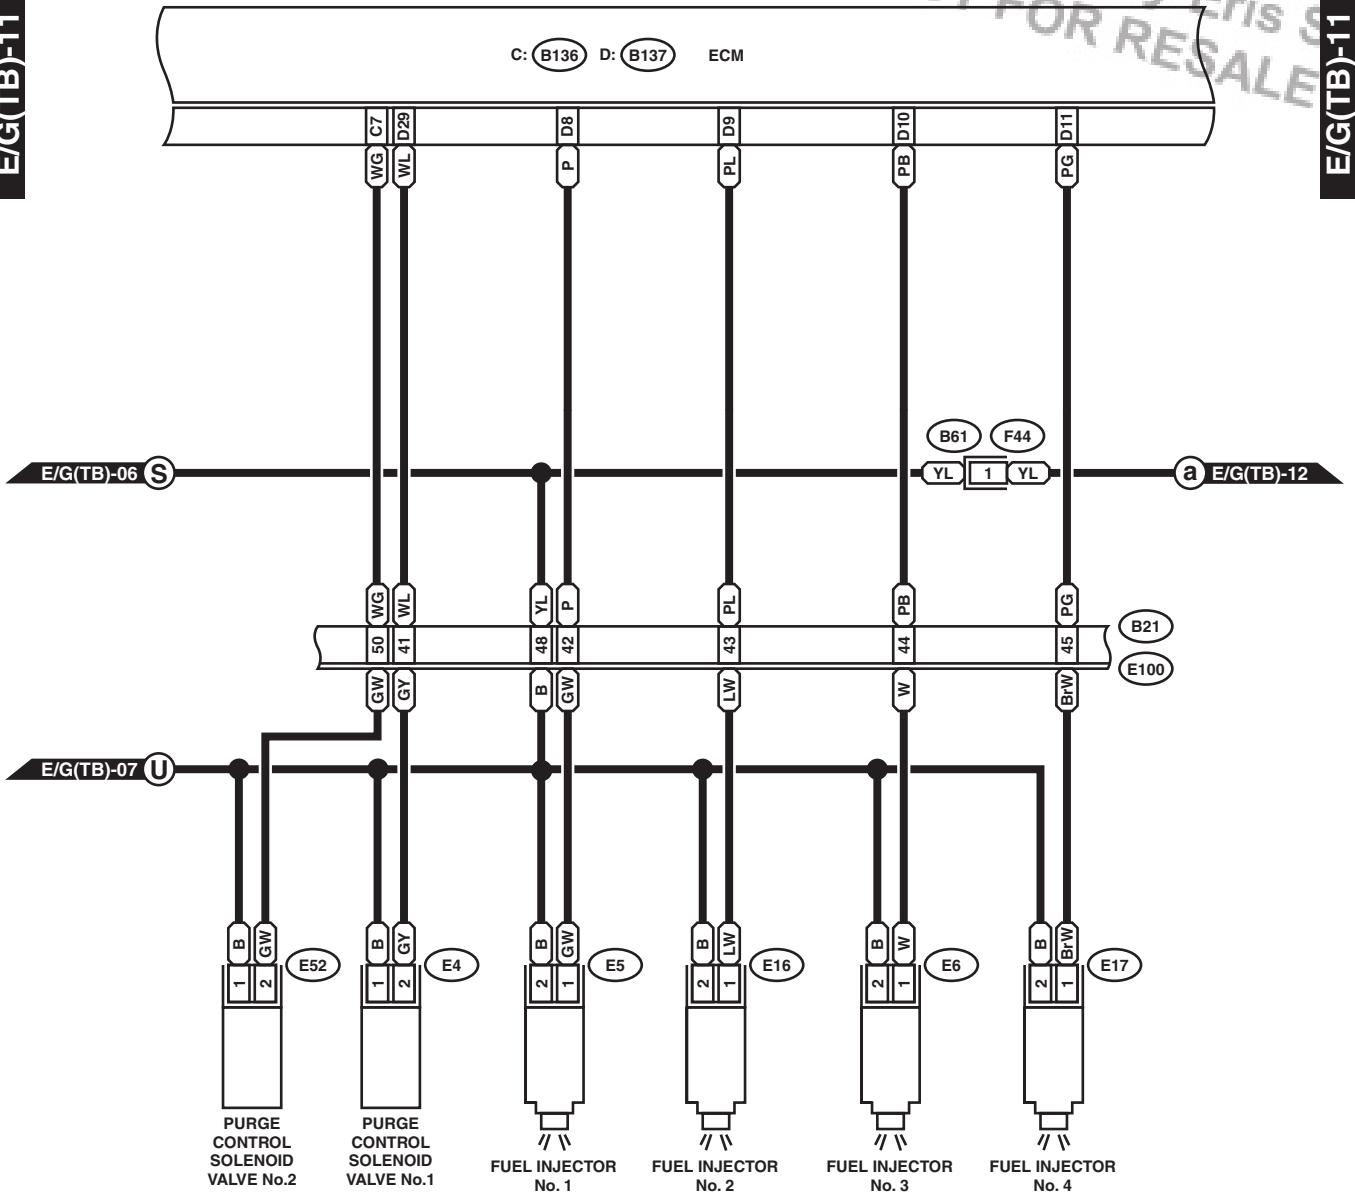 E/G(TB)-11
E/G(TB)-11
FOR RESALE
C: B136 D: B137 ECM
C7 D29 D8 D9 D10 D11
WG WL P PL PB PG
B61 F44
E/G(TB)-06 S YL 1 YL a E/G(TB)-12
WG WL YL P PL PB PG
B21
50 41 48 42 43 44 45
E100
GW GY B GW LW W BrW
E/G(TB)-07 U
B GW B GY B GW B LW B W B BrW
E52 E4 E5 E16 E6 E17
1 2 1 2 2 1 2 1 2 1 2 1
PURGE
CONTROL
SOLENOID
VALVE No.2
PURGE
CONTROL
SOLENOID
VALVE No.1
FUEL INJECTOR
No. 1
FUEL INJECTOR
No. 2
FUEL INJECTOR
No. 3
FUEL INJECTOR
No. 4